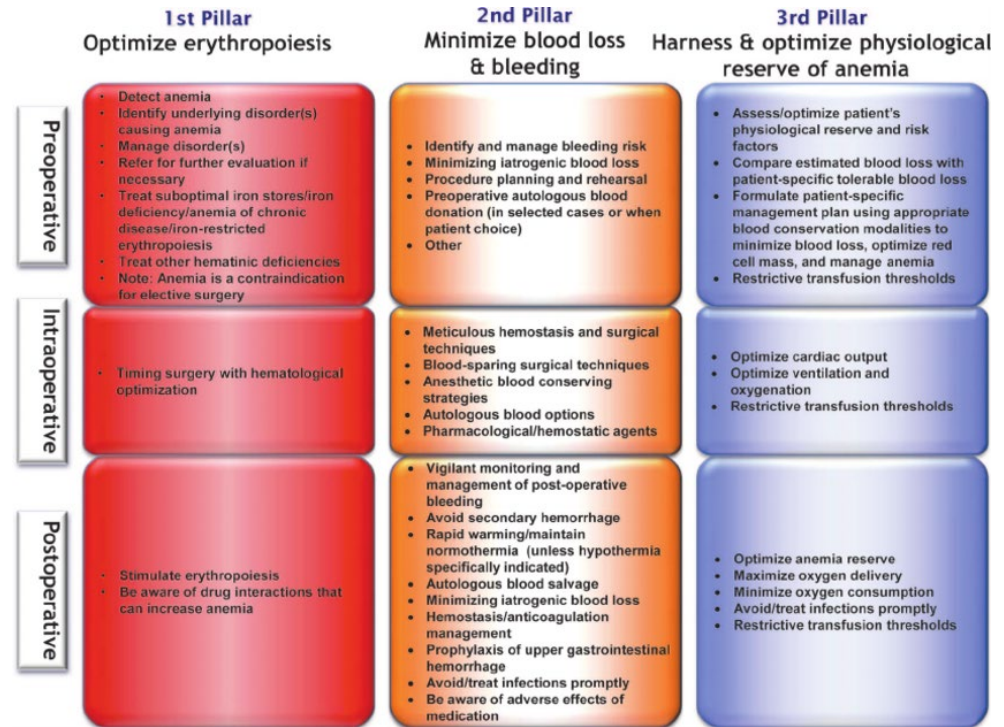 1st Pillar
Optimize erythropoiesis
2nd Pillar
Minimize blood loss
& bleeding
3rd Pillar
Harness & optimize physiological
reserve of anemia
Preoperative
• Detect anemia
• Identify underlying disorder(s)
causing anemia
• Manage disorder(s)
• Refer for further evaluation if
necessary
• Treat suboptimal iron stores/iron
deficiency/anemia of chronic
disease/iron-restricted
erythropoiesis
• Treat other hematinic deficiencies
• Note: Anemia is a contraindication
for elective surgery
• Identify and manage bleeding risk
• Minimizing iatrogenic blood loss
• Procedure planning and rehearsal
• Preoperative autologous blood
donation (in selected cases or when
patient choice)
• Other
• Assess/optimize patient's
physiological reserve and risk
factors
• Compare estimated blood loss with
patient-specific tolerable blood loss
• Formulate patient-specific
management plan using appropriate
blood conservation modalities to
minimize blood loss, optimize red
cell mass, and manage anemia
• Restrictive transfusion thresholds
Intraoperative
• Timing surgery with hematological
optimization
• Meticulous hemostasis and surgical
techniques
• Blood-sparing surgical techniques
• Anesthetic blood conserving
strategies
• Autologous blood options
• Pharmacological/hemostatic agents
• Optimize cardiac output
• Optimize ventilation and
oxygenation
• Restrictive transfusion thresholds
Postoperative
• Stimulate erythropoiesis
• Be aware of drug interactions that
can increase anemia
• Vigilant monitoring and
management of post-operative
bleeding
• Avoid secondary hemorrhage
• Rapid warming/maintain
normothermia (unless hypothermia
specifically indicated)
• Autologous blood salvage
• Minimizing iatrogenic blood loss
• Hemostasis/anticoagulation
management
• Prophylaxis of upper gastrointestinal
hemorrhage
• Avoid/treat infections promptly
• Be aware of adverse effects of
medication
• Optimize anemia reserve
• Maximize oxygen delivery
• Minimize oxygen consumption
• Avoid/treat infections promptly
• Restrictive transfusion thresholds